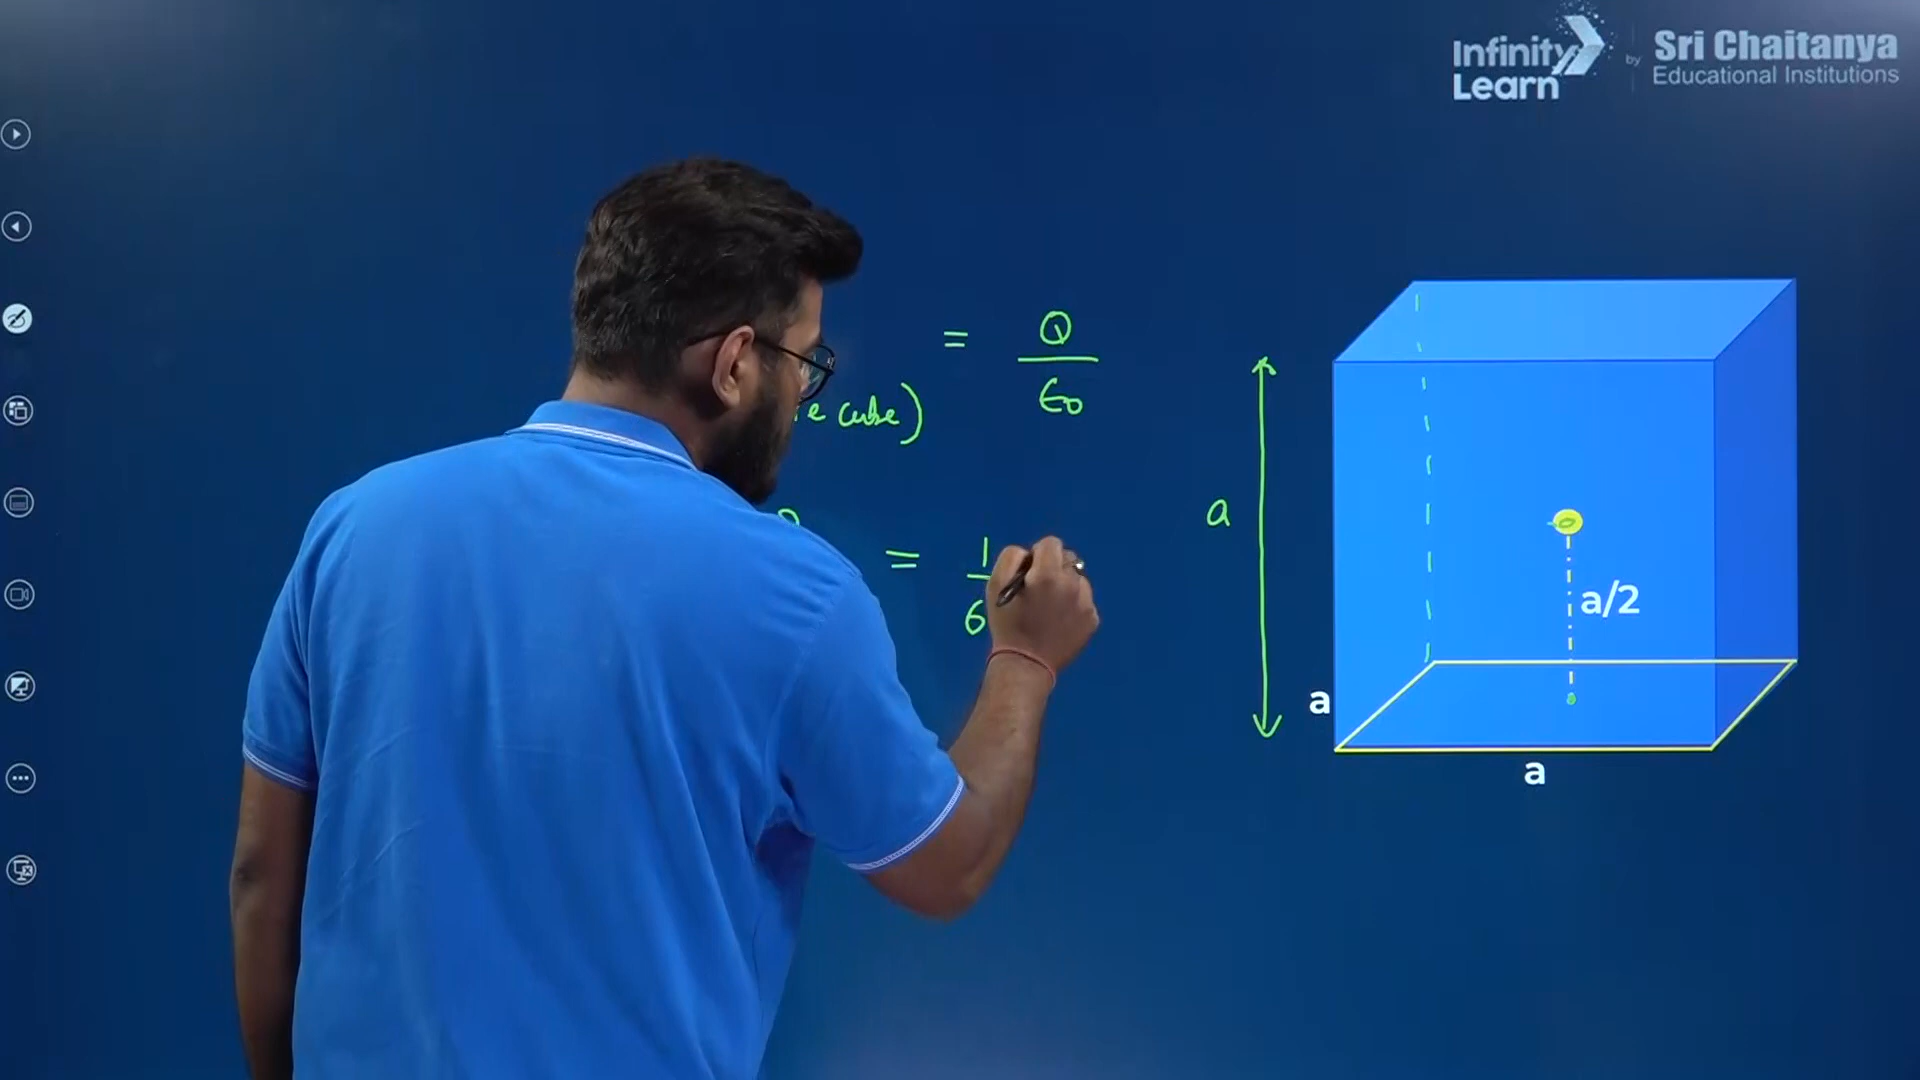 Infinity
Learn
by
Sri Chaitanya
Educational Institutions
= Q
ϵ₀
cube)
= 1
6
a
a/2
a
a